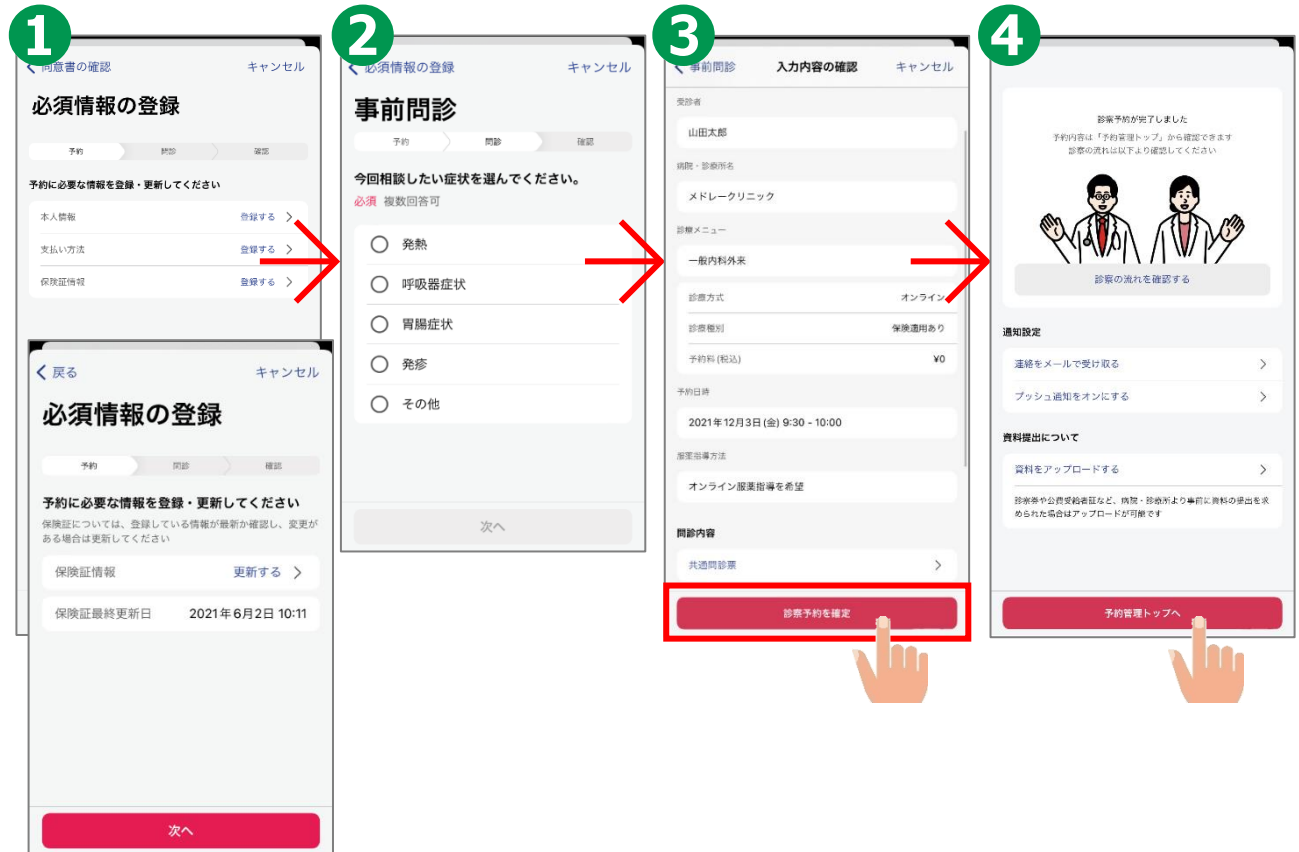 1
同意書の確認 キャンセル
必須情報の登録
予約 問診 確認
予約に必要な情報を登録・更新してください
本人情報 登録する
支払い方法 登録する
保険証情報 登録する
戻る キャンセル
必須情報の登録
予約 問診 確認
予約に必要な情報を登録・更新してください
保険証については、登録している情報が最新か確認し、変更が
ある場合は更新してください
保険証情報 更新する
保険証最終更新日 2021年6月2日 10:11
次へ
2
必須情報の登録 キャンセル
事前問診
予約 問診 確認
今回相談したい症状を選んでください。
必須 複数回答可
発熱
呼吸器症状
胃腸症状
発疹
その他
次へ
3
事前問診 入力内容の確認 キャンセル
受診者
山田太郎
病院・診療所名
メドレークリニック
診療メニュー
一般内科外来
診療方式 オンライン
診療種別 保険適用あり
予約料(税込) ¥0
予約日時
2021年12月3日(金) 9:30 - 10:00
服薬指導方法
オンライン服薬指導を希望
問診内容
共通問診票
診察予約を確定
4
診察予約が完了しました
予約内容は「予約管理トップ」から確認できます
診察の流れは以下より確認してください
診察の流れを確認する
通知設定
連絡をメールで受け取る
プッシュ通知をオンにする
資料提出について
資料をアップロードする
診察券や公費受給者証など、病院・診療所より事前に資料の提出を求
められた場合はアップロードが可能です
予約管理トップへ